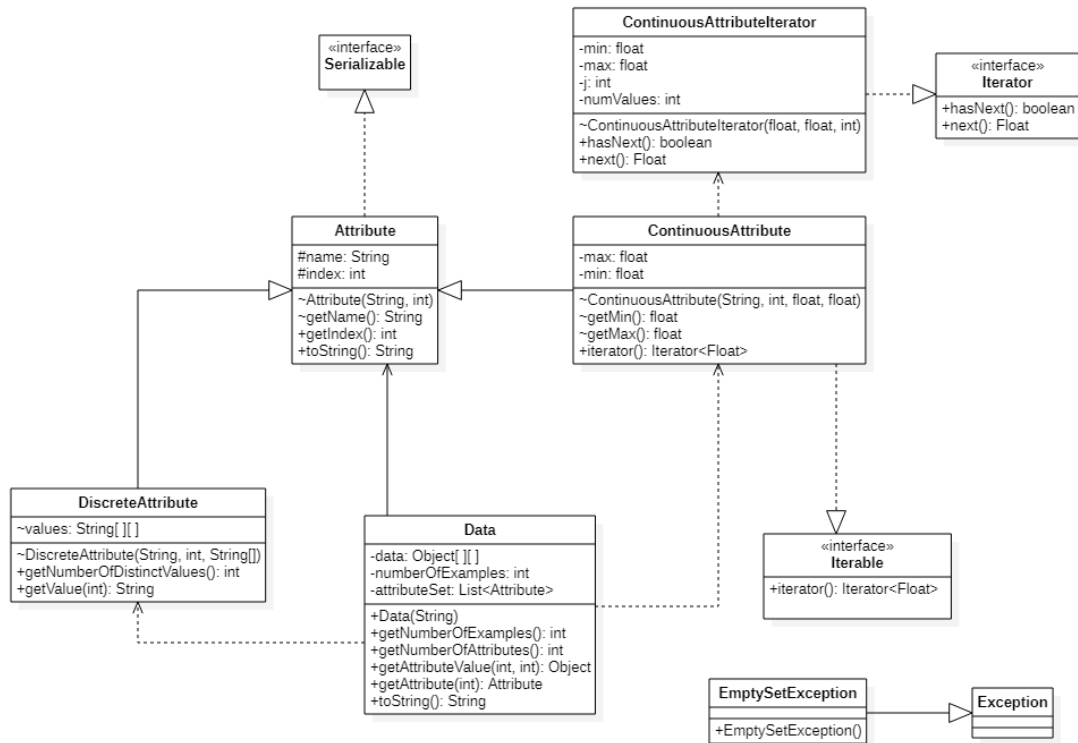 «interface»
Serializable
ContinuousAttributeIterator
-min: float
-max: float
-j: int
-numValues: int
~ContinuousAttributeIterator(float, float, int)
+hasNext(): boolean
+next(): Float
«interface»
Iterator
+hasNext(): boolean
+next(): Float
Attribute
#name: String
#index: int
~Attribute(String, int)
~getName(): String
+getIndex(): int
+toString(): String
ContinuousAttribute
-max: float
-min: float
~ContinuousAttribute(String, int, float, float)
~getMin(): float
~getMax(): float
+iterator(): Iterator<Float>
DiscreteAttribute
~values: String[ ][ ]
~DiscreteAttribute(String, int, String[])
+getNumberOfDistinctValues(): int
+getValue(int): String
Data
-data: Object[ ][ ]
-numberOfExamples: int
-attributeSet: List<Attribute>
+Data(String)
+getNumberOfExamples(): int
+getNumberOfAttributes(): int
+getAttributeValue(int, int): Object
+getAttribute(int): Attribute
+toString(): String
«interface»
Iterable
+iterator(): Iterator<Float>
EmptySetException
+EmptySetException()
Exception